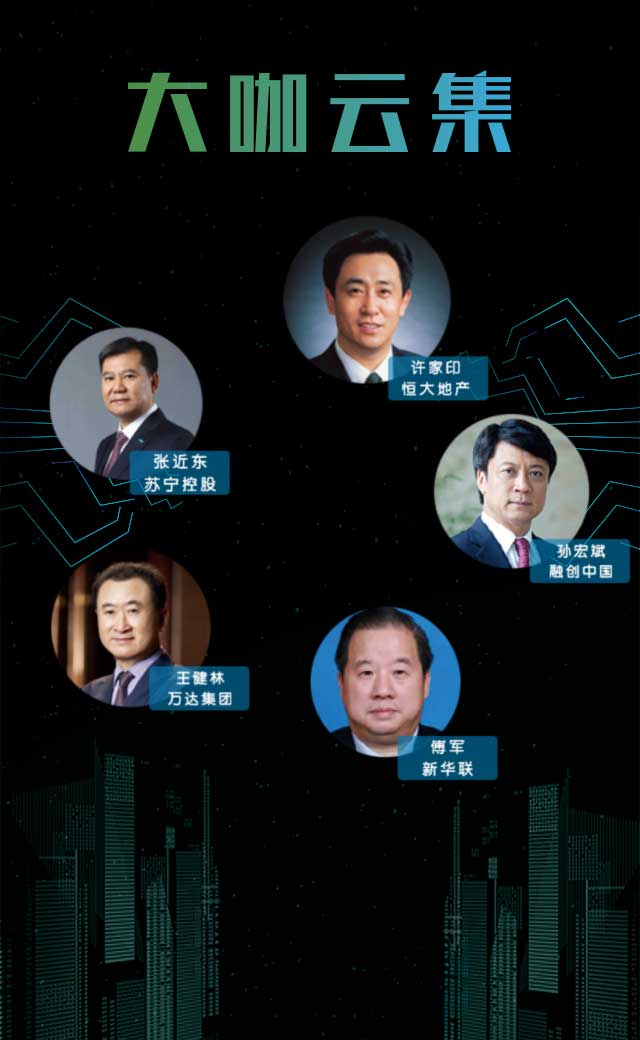 大咖云集
许家印
恒大地产
张近东
苏宁控股
孙宏斌
融创中国
王健林
万达集团
傅军
新华联